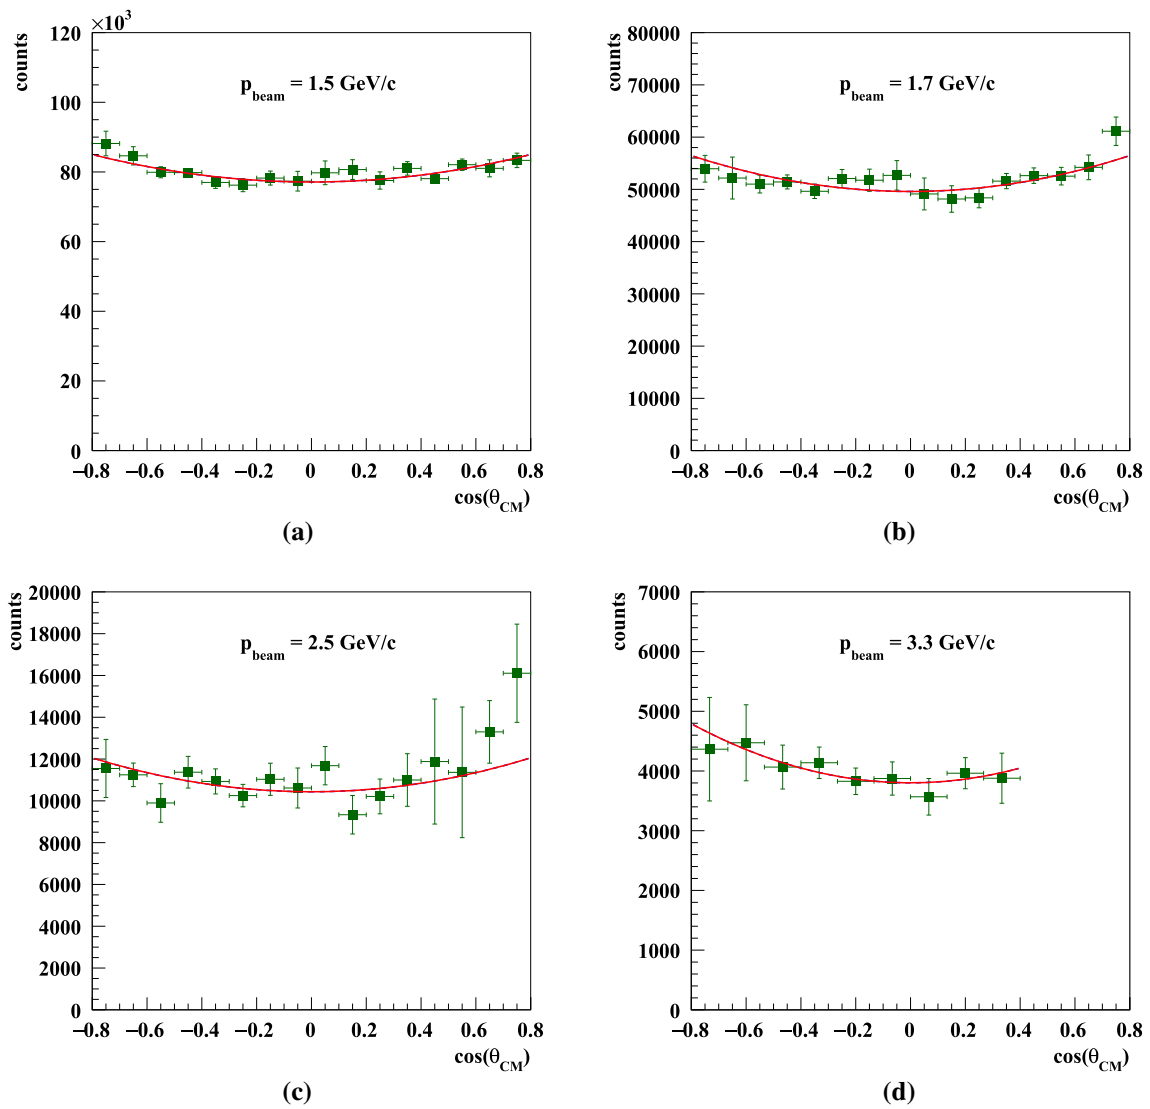 ×10³
counts
p_beam = 1.5 GeV/c
120
100
80
60
40
20
0
−0.8 −0.6 −0.4 −0.2 0 0.2 0.4 0.6 0.8
cos(θ_CM)
(a)
counts
p_beam = 1.7 GeV/c
80000
70000
60000
50000
40000
30000
20000
10000
0
−0.8 −0.6 −0.4 −0.2 0 0.2 0.4 0.6 0.8
cos(θ_CM)
(b)
counts
p_beam = 2.5 GeV/c
20000
18000
16000
14000
12000
10000
8000
6000
4000
2000
0
−0.8 −0.6 −0.4 −0.2 0 0.2 0.4 0.6 0.8
cos(θ_CM)
(c)
counts
p_beam = 3.3 GeV/c
7000
6000
5000
4000
3000
2000
1000
0
−0.8 −0.6 −0.4 −0.2 0 0.2 0.4 0.6 0.8
cos(θ_CM)
(d)